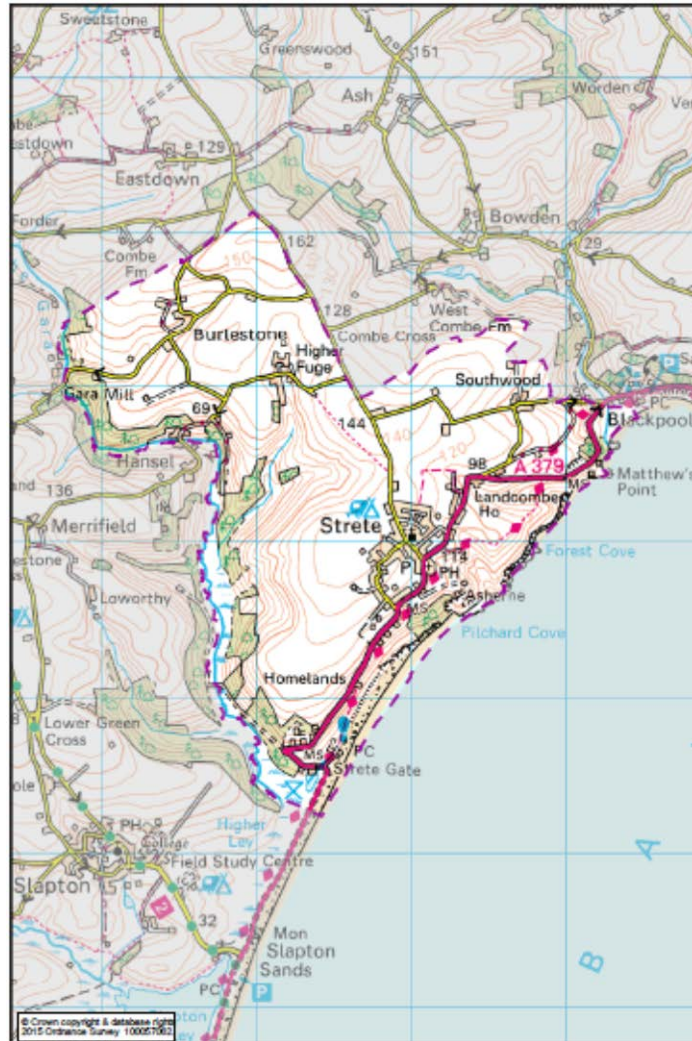 Sweetstone
Greenswood
151
Ash
Worden
129
Eastdown
Forder
Combe
Fm
162
150
Bowden
29
128
Combe Cross
West
Combe Fm
Burlestone
Higher
Fuge
Southwood
Gara Mill
69
144
140
120
Blackpool
PC
Hansel
98
A 379
MS
Matthew's
Point
136
Merrifield
Landcombe
Ho
Strete
Forest Cove
114
P
PH
MS
Asherne
Loworthy
Pilchard Cove
Homelands
Lower Green
Cross
MS
PC
Strete Gate
Higher
Ley
PH
College
Field Study Centre
Slapton
2
32
Mon
Slapton
Sands
PC
P
A
B
© Crown copyright & database rights
2015 Ordnance Survey 100057062